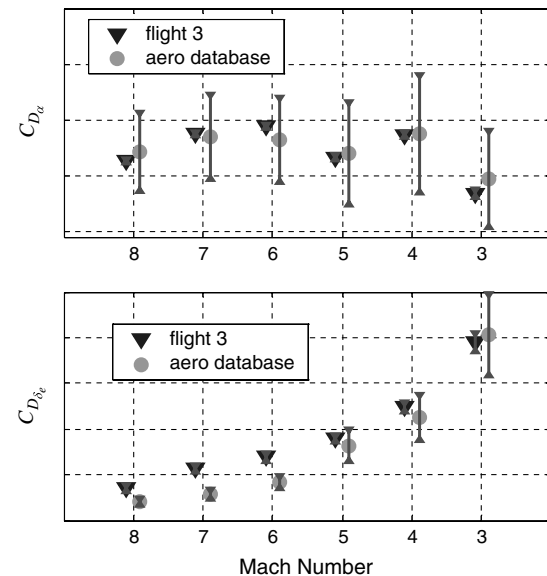 flight 3
aero database
C_{D_α}
8 7 6 5 4 3
flight 3
aero database
C_{D_{δ_e}}
8 7 6 5 4 3
Mach Number